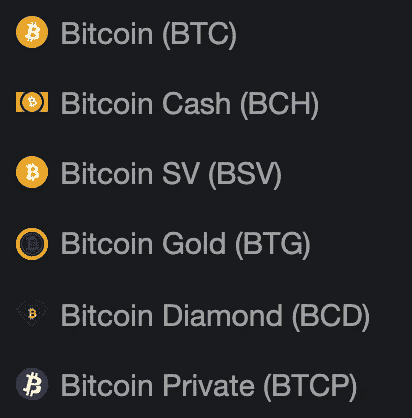 Bitcoin (BTC)
Bitcoin Cash (BCH)
Bitcoin SV (BSV)
Bitcoin Gold (BTG)
Bitcoin Diamond (BCD)
Bitcoin Private (BTCP)